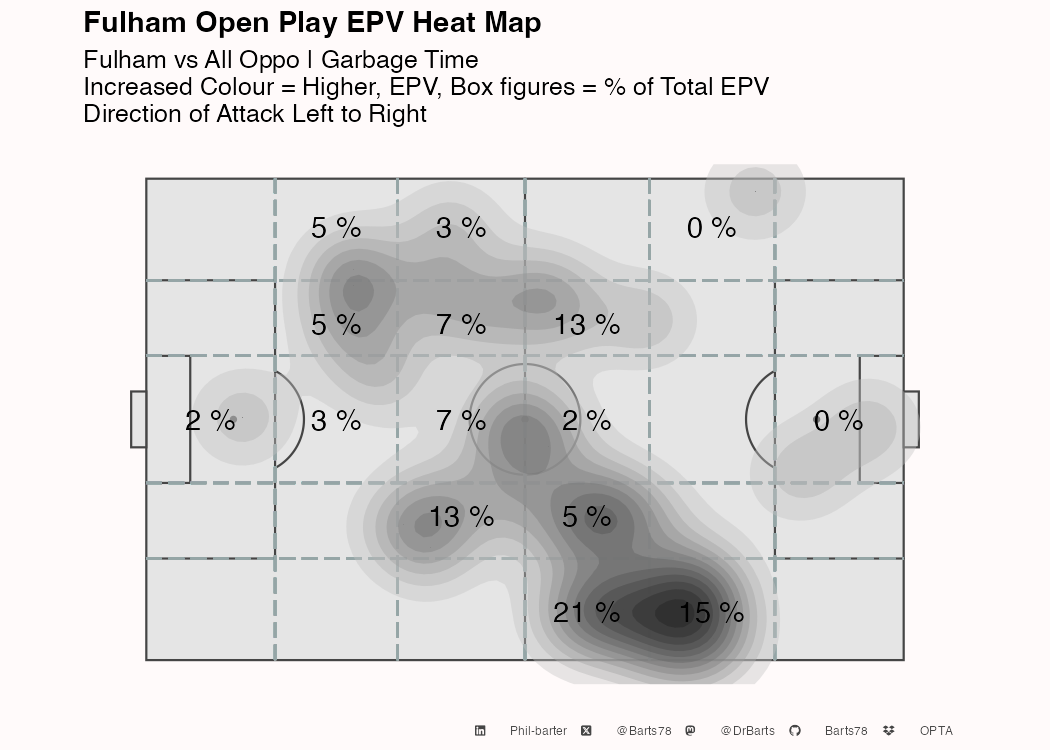 Fulham Open Play EPV Heat Map
Fulham vs All Oppo | Garbage Time
Increased Colour = Higher, EPV, Box figures = % of Total EPV
Direction of Attack Left to Right
5 % 3 % 0 %
5 % 7 % 13 %
2 % 3 % 7 % 2 % 0 %
13 % 5 %
21 % 15 %
Phil-barter @Barts78 @DrBarts Barts78 OPTA